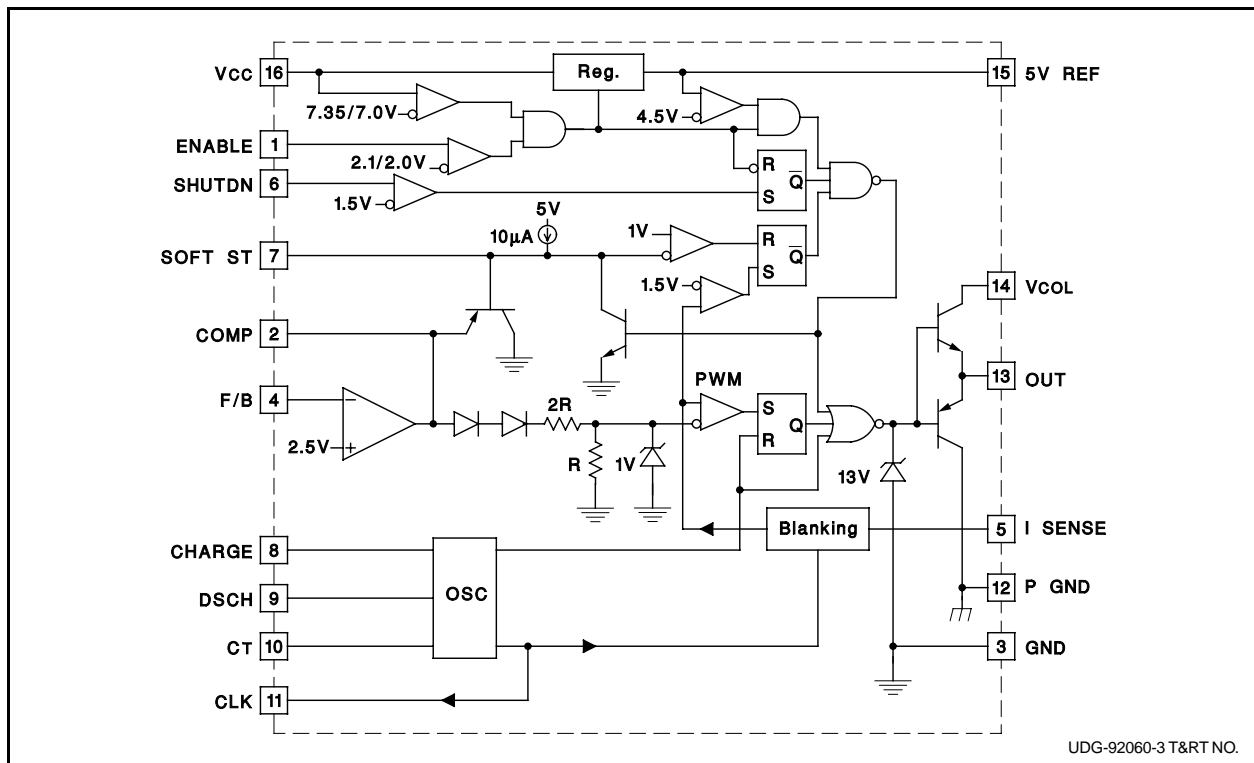 VCC 16 Reg. 15 5V REF
7.35/7.0V 4.5V
ENABLE 1
2.1/2.0V R Q
SHUTDN 6 S
1.5V
5V
10µA 1V R Q
SOFT ST 7 S
1.5V 14 VCOL
COMP 2
PWM 13 OUT
F/B 4 − 2R S Q
2.5V + R 1V R 13V
Blanking 5 I SENSE
CHARGE 8
OSC 12 P GND
DSCH 9
CT 10 3 GND
CLK 11
UDG-92060-3 T&RT NO.